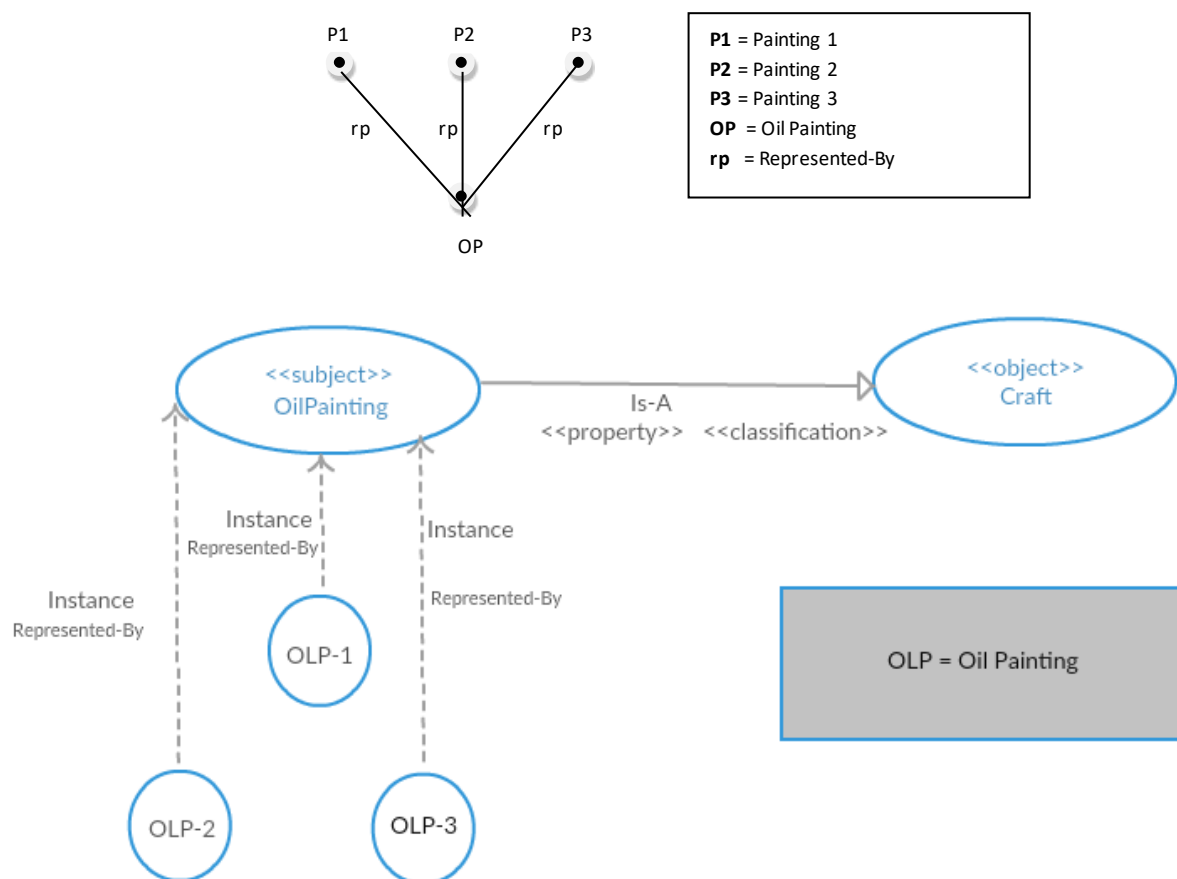 P1 P2 P3
P1 = Painting 1
P2 = Painting 2
P3 = Painting 3
OP = Oil Painting
rp = Represented-By
rp rp rp
OP
<<subject>>
OilPainting
<<object>>
Craft
Is-A
<<property>> <<classification>>
Instance
Represented-By
Instance
Represented-By
Instance
Represented-By
OLP-1
OLP = Oil Painting
OLP-2
OLP-3